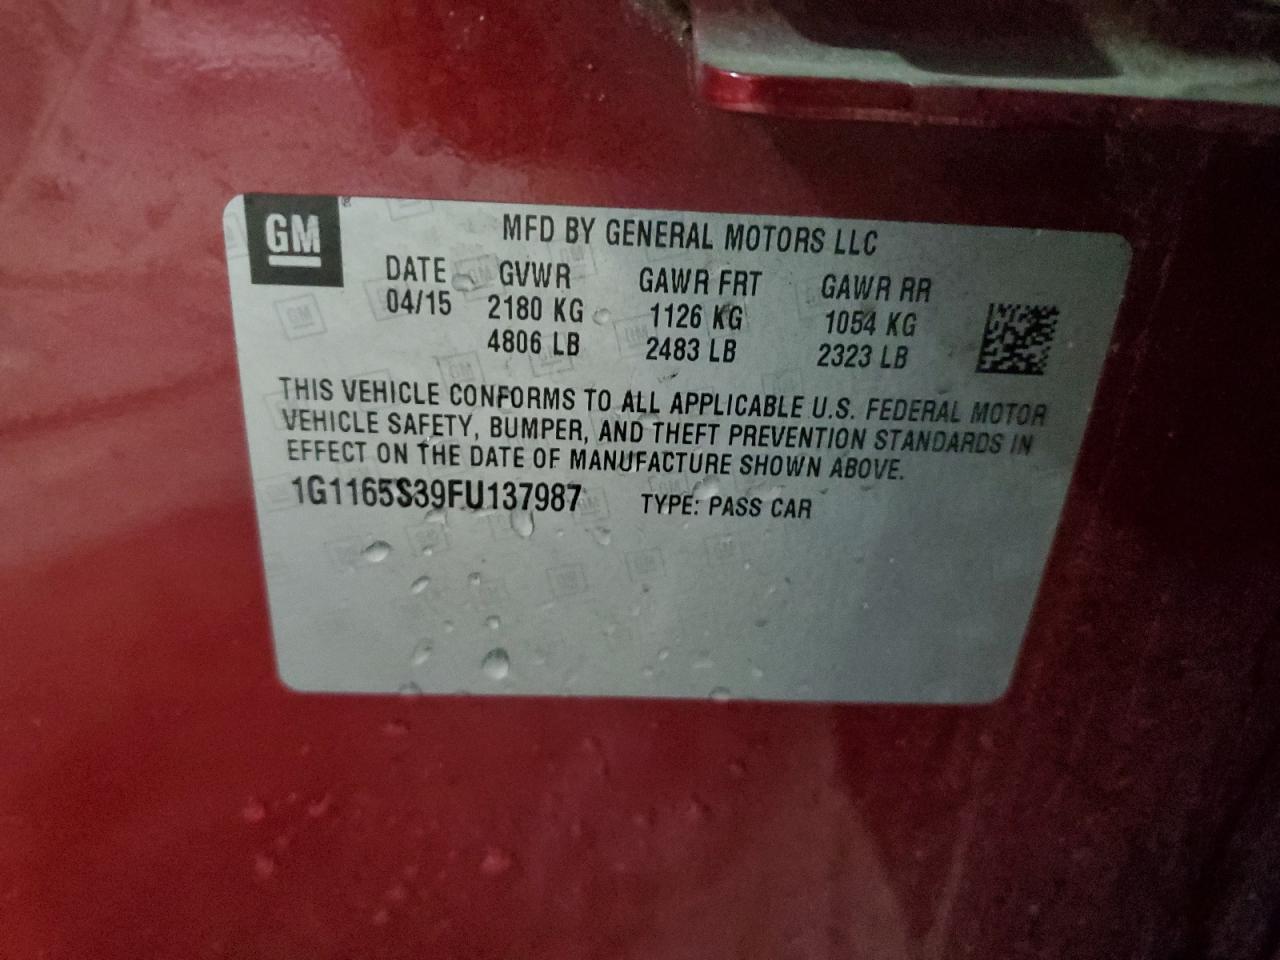 GM
MFD BY GENERAL MOTORS LLC
DATE GVWR GAWR FRT GAWR RR
04/15 2180 KG 1126 KG 1054 KG
4806 LB 2483 LB 2323 LB
THIS VEHICLE CONFORMS TO ALL APPLICABLE U.S. FEDERAL MOTOR
VEHICLE SAFETY, BUMPER, AND THEFT PREVENTION STANDARDS IN
EFFECT ON THE DATE OF MANUFACTURE SHOWN ABOVE.
1G1165S39FU137987 TYPE: PASS CAR